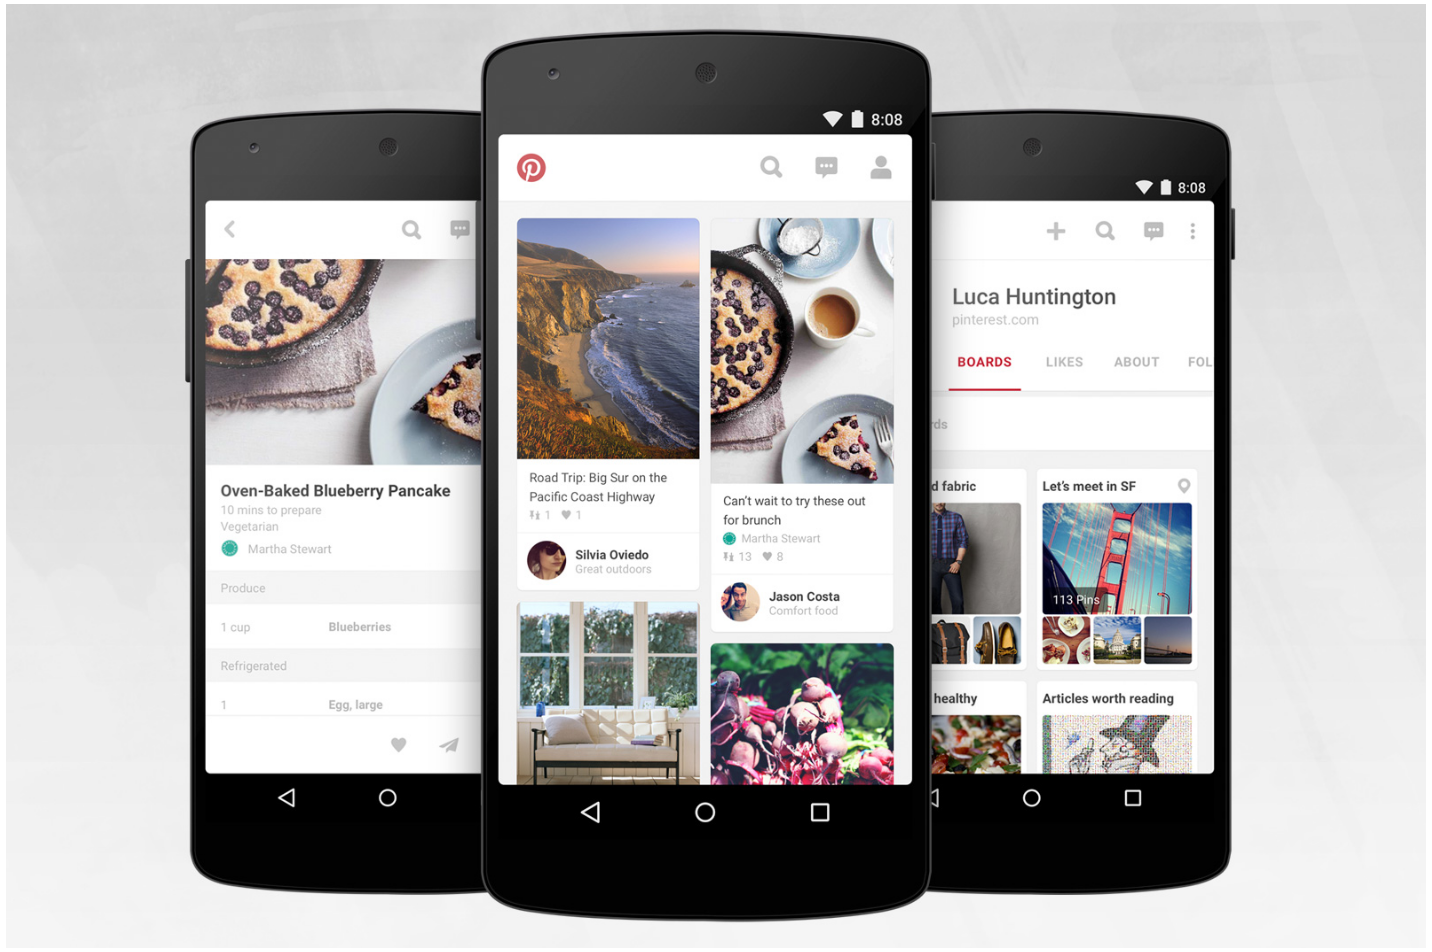 Oven-Baked Blueberry Pancake
10 mins to prepare
Vegetarian
Martha Stewart
Produce
1 cup Blueberries
Refrigerated
1 Egg, large
8:08
Road Trip: Big Sur on the
Pacific Coast Highway
1 1
Silvia Oviedo
Great outdoors
Can't wait to try these out
for brunch
Martha Stewart
13 8
Jason Costa
Comfort food
8:08
Luca Huntington
pinterest.com
BOARDS LIKES ABOUT FOL
rds
d fabric
Let's meet in SF
113 Pins
healthy
Articles worth reading